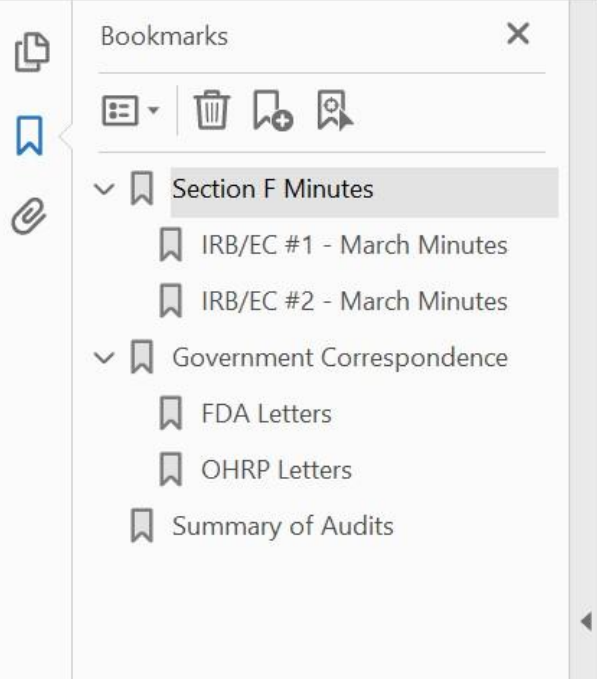 Bookmarks
Section F Minutes
IRB/EC #1 - March Minutes
IRB/EC #2 - March Minutes
Government Correspondence
FDA Letters
OHRP Letters
Summary of Audits